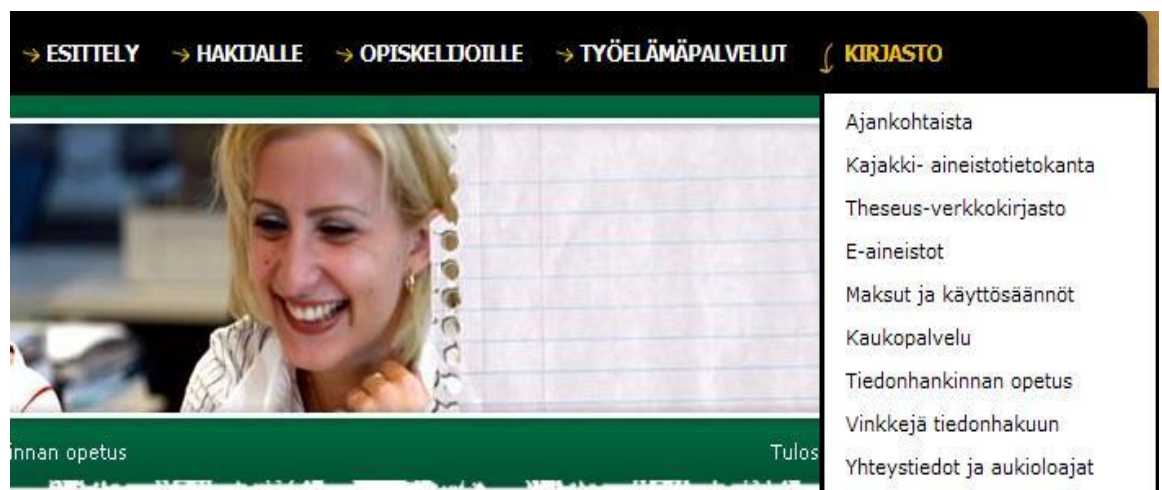 ESITTELY HAKIJALLE OPISKELIJOILLE TYÖELÄMÄPALVELUT KIRJASTO
Ajankohtaista
Kajakki- aineistotietokanta
Theseus-verkkokirjasto
E-aineistot
Maksut ja käyttösäännöt
Kaukopalvelu
Tiedonhankinnan opetus
Vinkkejä tiedonhakuun
Yhteystiedot ja aukioloajat
innan opetus
Tulos